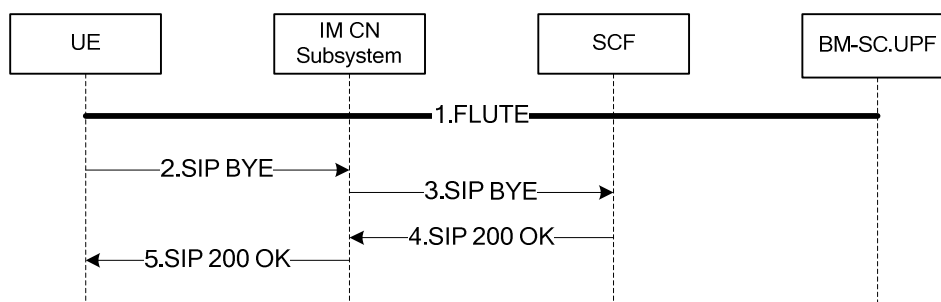 UE
IM CN
Subsystem
SCF
BM-SC.UPF
1.FLUTE
2.SIP BYE
3.SIP BYE
4.SIP 200 OK
5.SIP 200 OK